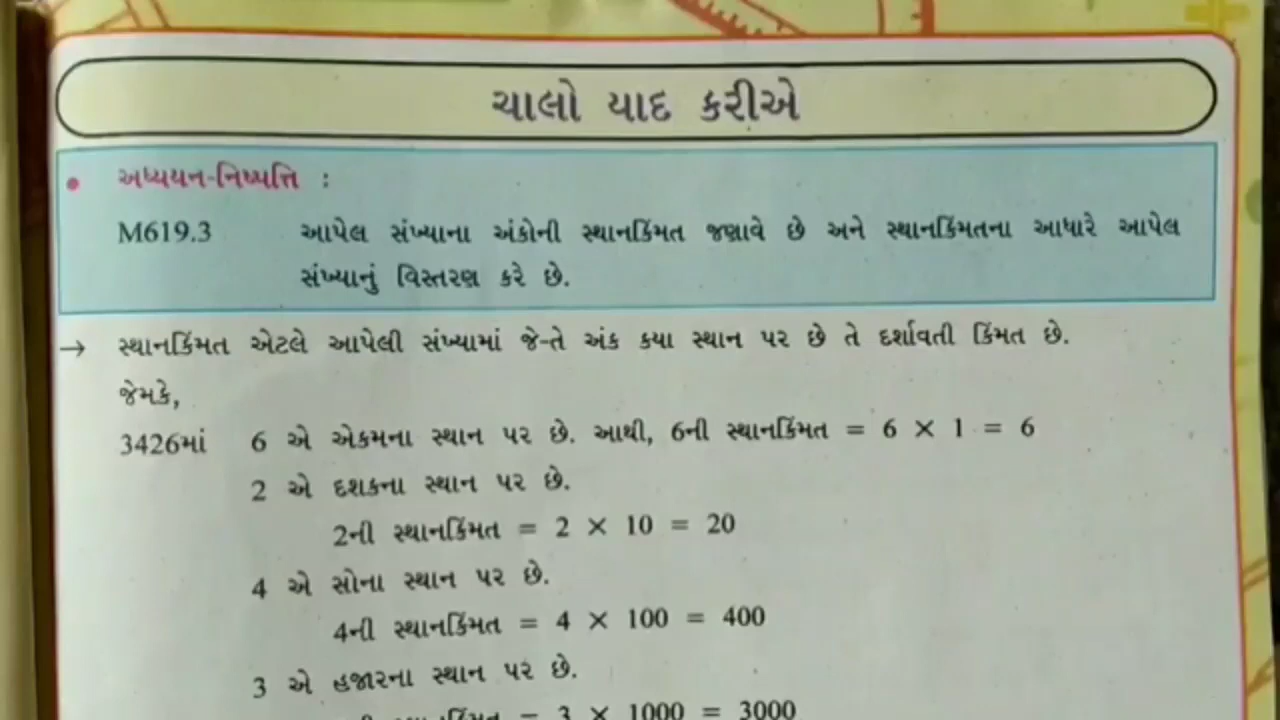 ચાલો યાદ કરીએ
• અધ્યયન-નિષ્પત્તિ :
M619.3 આપેલ સંખ્યાના અંકોની સ્થાનકિંમત જણાવે છે અને સ્થાનકિંમતના આધારે આપેલ
સંખ્યાનું વિસ્તરણ કરે છે.
→ સ્થાનકિંમત એટલે આપેલી સંખ્યામાં જે-તે અંક કયા સ્થાન પર છે તે દર્શાવતી કિંમત છે.
જેમકે,
3426માં 6 એ એકમના સ્થાન પર છે. આથી, 6ની સ્થાનકિંમત = 6 × 1 = 6
2 એ દશકના સ્થાન પર છે.
2ની સ્થાનકિંમત = 2 × 10 = 20
4 એ સોના સ્થાન પર છે.
4ની સ્થાનકિંમત = 4 × 100 = 400
3 એ હજારના સ્થાન પર છે.
સ્થાનકિંમત = 3 × 1000 = 3000